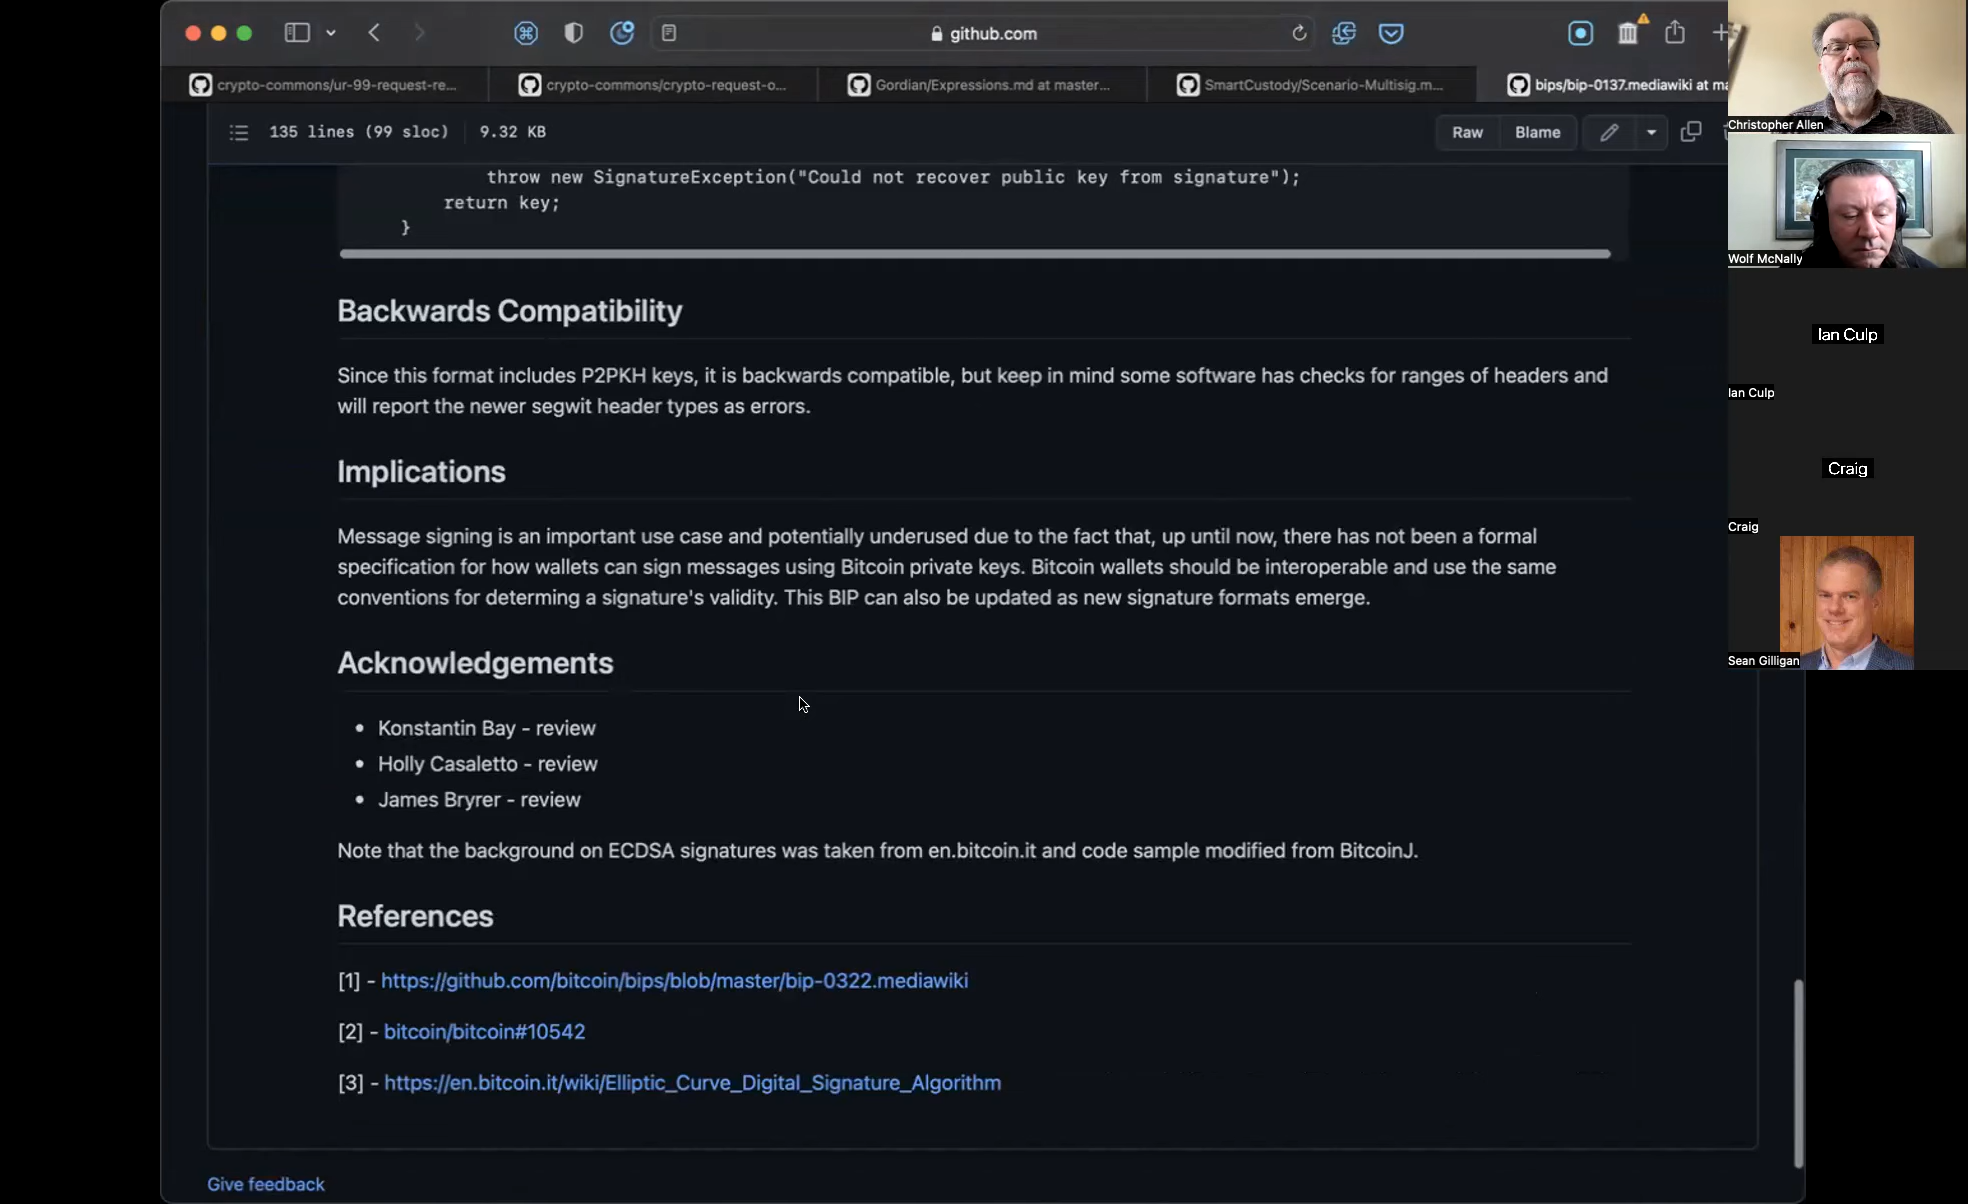 github.com
crypto-commons/ur-99-request-re...
crypto-commons/crypto-request-o...
Gordian/Expressions.md at master...
SmartCustody/Scenario-Multisig.m...
bips/bip-0137.mediawiki at ma
135 lines (99 sloc) 9.32 KB
Raw Blame
throw new SignatureException("Could not recover public key from signature");
return key;
}
Backwards Compatibility
Since this format includes P2PKH keys, it is backwards compatible, but keep in mind some software has checks for ranges of headers and
will report the newer segwit header types as errors.
Implications
Message signing is an important use case and potentially underused due to the fact that, up until now, there has not been a formal
specification for how wallets can sign messages using Bitcoin private keys. Bitcoin wallets should be interoperable and use the same
conventions for determing a signature's validity. This BIP can also be updated as new signature formats emerge.
Acknowledgements
• Konstantin Bay - review
• Holly Casaletto - review
• James Bryrer - review
Note that the background on ECDSA signatures was taken from en.bitcoin.it and code sample modified from BitcoinJ.
References
[1] - https://github.com/bitcoin/bips/blob/master/bip-0322.mediawiki
[2] - bitcoin/bitcoin#10542
[3] - https://en.bitcoin.it/wiki/Elliptic_Curve_Digital_Signature_Algorithm
Give feedback
Christopher Allen
Wolf McNally
Ian Culp
Ian Culp
Craig
Craig
Sean Gilligan